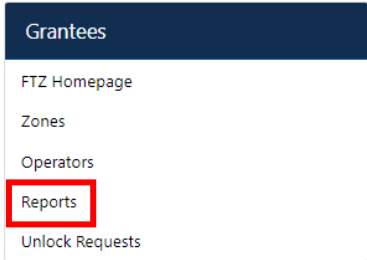 Grantees
FTZ Homepage
Zones
Operators
Reports
Unlock Requests